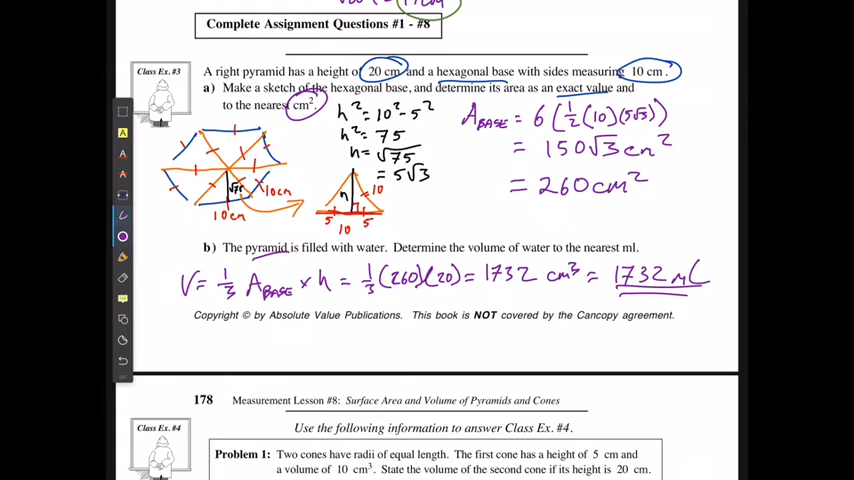 Complete Assignment Questions #1 - #8
Class Ex. #3
A right pyramid has a height of 20 cm and a hexagonal base with sides measuring 10 cm.
a) Make a sketch of the hexagonal base, and determine its area as an exact value and
to the nearest cm².
h² = 10² - 5²
h² = 75
h = √75
= 5√3
A BASE = 6(½(10)(5√3))
= 150√3 cm²
= 260 cm²
√75
10cm
10cm
h
10
5
5
10
b) The pyramid is filled with water. Determine the volume of water to the nearest ml.
V = ⅓ A BASE × h = ⅓(260)(20) = 1732 cm³ = 1732 mL
Copyright © by Absolute Value Publications. This book is NOT covered by the Cancopy agreement.
178 Measurement Lesson #8: Surface Area and Volume of Pyramids and Cones
Class Ex. #4
Use the following information to answer Class Ex. #4.
Problem 1: Two cones have radii of equal length. The first cone has a height of 5 cm and
a volume of 10 cm³. State the volume of the second cone if its height is 20 cm.